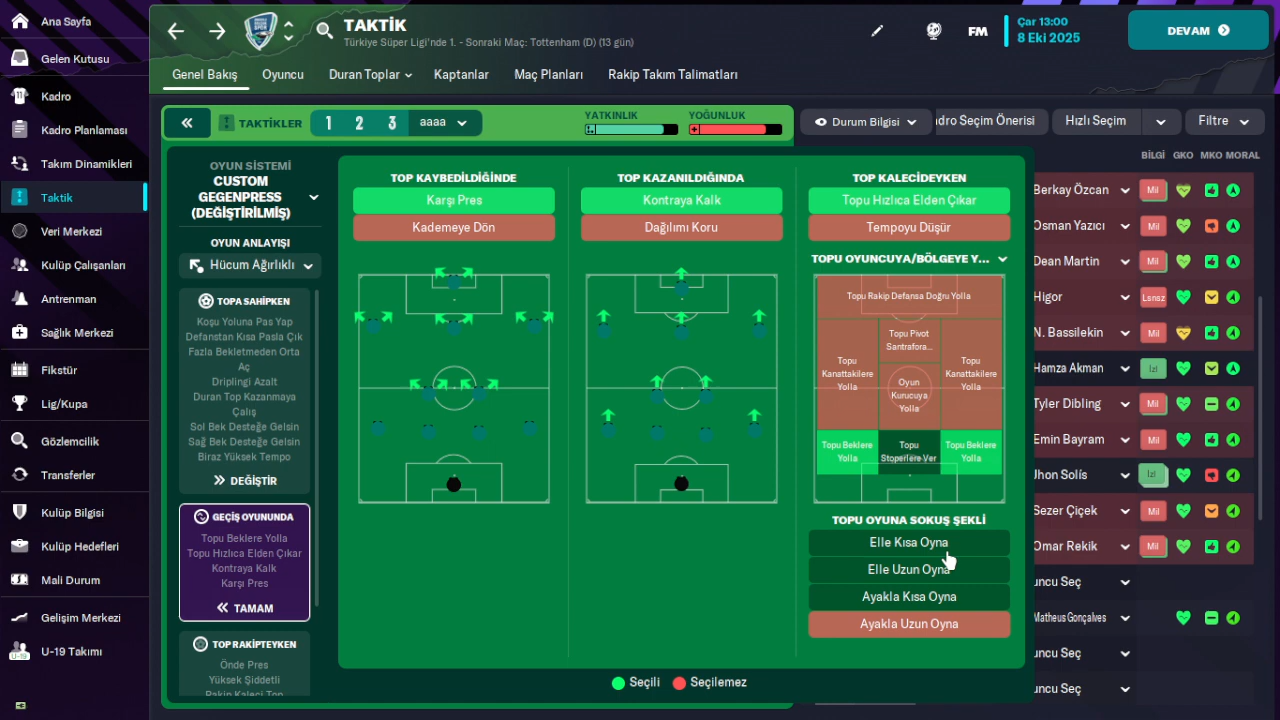 Ana Sayfa
Gelen Kutusu
Kadro
Kadro Planlaması
Takım Dinamikleri
Taktik
Veri Merkezi
Kulüp Çalışanları
Antrenman
Sağlık Merkezi
Fikstür
Lig/Kupa
Gözlemcilik
Transferler
Kulüp Bilgisi
Kulüp Hedefleri
Mali Durum
Gelişim Merkezi
U-19 Takımı
TAKTİK
Türkiye Süper Ligi'nde 1. - Sonraki Maç: Tottenham (D) (13 gün)
FM
Çar 13:00
8 Eki 2025
DEVAM
Genel Bakış
Oyuncu
Duran Toplar
Kaptanlar
Maç Planları
Rakip Takım Talimatları
TAKTİKLER
1 2 3
aaaa
YATKINLIK
YOĞUNLUK
Durum Bilgisi
dro Seçim Önerisi
Hızlı Seçim
Filtre
OYUN SİSTEMİ
CUSTOM
GEGENPRESS
(DEĞİŞTİRİLMİŞ)
OYUN ANLAYIŞI
Hücum Ağırlıklı
TOPA SAHİPKEN
Koşu Yoluna Pas Yap
Defanstan Kısa Pasla Çık
Fazla Bekletmeden Orta
Aç
Driplingi Azalt
Duran Top Kazanmaya
Çalış
Sol Bek Desteğe Gelsin
Sağ Bek Desteğe Gelsin
Biraz Yüksek Tempo
DEĞİŞTİR
GEÇİŞ OYUNUNDA
Topu Beklere Yolla
Topu Hızlıca Elden Çıkar
Kontraya Kalk
Karşı Pres
TAMAM
TOP RAKİPTEYKEN
Önde Pres
Yüksek Şiddetli
Rakip Kaleci Top
TOP KAYBEDİLDİĞİNDE
Karşı Pres
Kademeye Dön
TOP KAZANILDIĞINDA
Kontraya Kalk
Dağılımı Koru
TOP KALECİDEYKEN
Topu Hızlıca Elden Çıkar
Tempoyu Düşür
TOPU OYUNCUYA/BÖLGEYE Y...
Topu Rakip Defansa Doğru Yolla
Topu Pivot
Santrafora...
Topu
Kanattakilere
Yolla
Oyun
Kurucuya
Yolla
Topu
Kanattakilere
Yolla
Topu Beklere
Yolla
Topu
Stoperlere Ver
Topu Beklere
Yolla
TOPU OYUNA SOKUŞ ŞEKLİ
Elle Kısa Oyna
Elle Uzun Oyna
Ayakla Kısa Oyna
Ayakla Uzun Oyna
Seçili
Seçilemez
BİLGİ GKO MKO MORAL
Berkay Özcan Mil
Osman Yazıcı Mil
Dean Martin Mil
Higor Lsnsz
N. Bassilekin Mil
Hamza Akman İzl
Tyler Dibling Mil
Emin Bayram Mil
Jhon Solís İzl
Sezer Çiçek Mil
Omar Rekik Mil
uncu Seç
Matheus Gonçalves
uncu Seç
uncu Seç